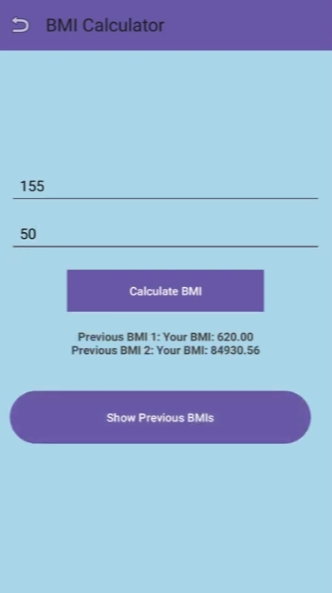 BMI Calculator
155
50
Calculate BMI
Previous BMI 1: Your BMI: 620.00
Previous BMI 2: Your BMI: 84930.56
Show Previous BMIs